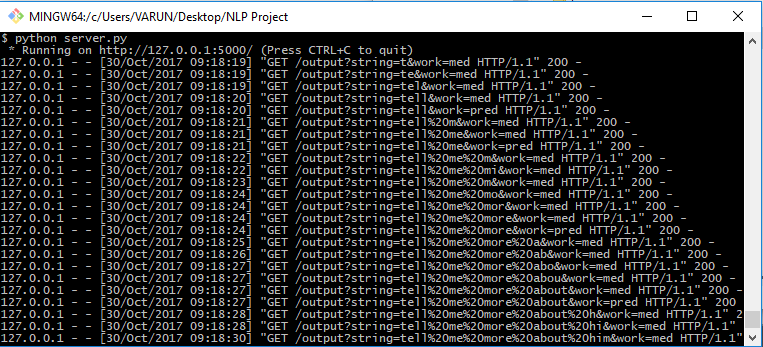 MINGW64:/c/Users/VARUN/Desktop/NLP Project
$ python server.py
 * Running on http://127.0.0.1:5000/ (Press CTRL+C to quit)
127.0.0.1 - - [30/Oct/2017 09:18:19] "GET /output?string=t&work=med HTTP/1.1" 200 -
127.0.0.1 - - [30/Oct/2017 09:18:19] "GET /output?string=te&work=med HTTP/1.1" 200 -
127.0.0.1 - - [30/Oct/2017 09:18:19] "GET /output?string=tel&work=med HTTP/1.1" 200 -
127.0.0.1 - - [30/Oct/2017 09:18:20] "GET /output?string=tell&work=med HTTP/1.1" 200 -
127.0.0.1 - - [30/Oct/2017 09:18:20] "GET /output?string=tell&work=pred HTTP/1.1" 200 -
127.0.0.1 - - [30/Oct/2017 09:18:21] "GET /output?string=tell%20m&work=med HTTP/1.1" 200 -
127.0.0.1 - - [30/Oct/2017 09:18:21] "GET /output?string=tell%20me&work=med HTTP/1.1" 200 -
127.0.0.1 - - [30/Oct/2017 09:18:21] "GET /output?string=tell%20me&work=pred HTTP/1.1" 200 -
127.0.0.1 - - [30/Oct/2017 09:18:22] "GET /output?string=tell%20me%20m&work=med HTTP/1.1" 200 -
127.0.0.1 - - [30/Oct/2017 09:18:22] "GET /output?string=tell%20me%20mi&work=med HTTP/1.1" 200 -
127.0.0.1 - - [30/Oct/2017 09:18:23] "GET /output?string=tell%20me%20m&work=med HTTP/1.1" 200 -
127.0.0.1 - - [30/Oct/2017 09:18:24] "GET /output?string=tell%20me%20mo&work=med HTTP/1.1" 200 -
127.0.0.1 - - [30/Oct/2017 09:18:24] "GET /output?string=tell%20me%20mor&work=med HTTP/1.1" 200 -
127.0.0.1 - - [30/Oct/2017 09:18:24] "GET /output?string=tell%20me%20more&work=med HTTP/1.1" 200 -
127.0.0.1 - - [30/Oct/2017 09:18:24] "GET /output?string=tell%20me%20more&work=pred HTTP/1.1" 200 -
127.0.0.1 - - [30/Oct/2017 09:18:25] "GET /output?string=tell%20me%20more%20a&work=med HTTP/1.1" 200 -
127.0.0.1 - - [30/Oct/2017 09:18:26] "GET /output?string=tell%20me%20more%20ab&work=med HTTP/1.1" 200 -
127.0.0.1 - - [30/Oct/2017 09:18:27] "GET /output?string=tell%20me%20more%20abo&work=med HTTP/1.1" 200 -
127.0.0.1 - - [30/Oct/2017 09:18:27] "GET /output?string=tell%20me%20more%20abou&work=med HTTP/1.1" 200 -
127.0.0.1 - - [30/Oct/2017 09:18:27] "GET /output?string=tell%20me%20more%20about&work=med HTTP/1.1" 200 -
127.0.0.1 - - [30/Oct/2017 09:18:27] "GET /output?string=tell%20me%20more%20about&work=pred HTTP/1.1" 200
127.0.0.1 - - [30/Oct/2017 09:18:28] "GET /output?string=tell%20me%20more%20about%20h&work=med HTTP/1.1" 2
127.0.0.1 - - [30/Oct/2017 09:18:28] "GET /output?string=tell%20me%20more%20about%20hi&work=med HTTP/1.1"
127.0.0.1 - - [30/Oct/2017 09:18:30] "GET /output?string=tell%20me%20more%20about%20him&work=med HTTP/1.1"